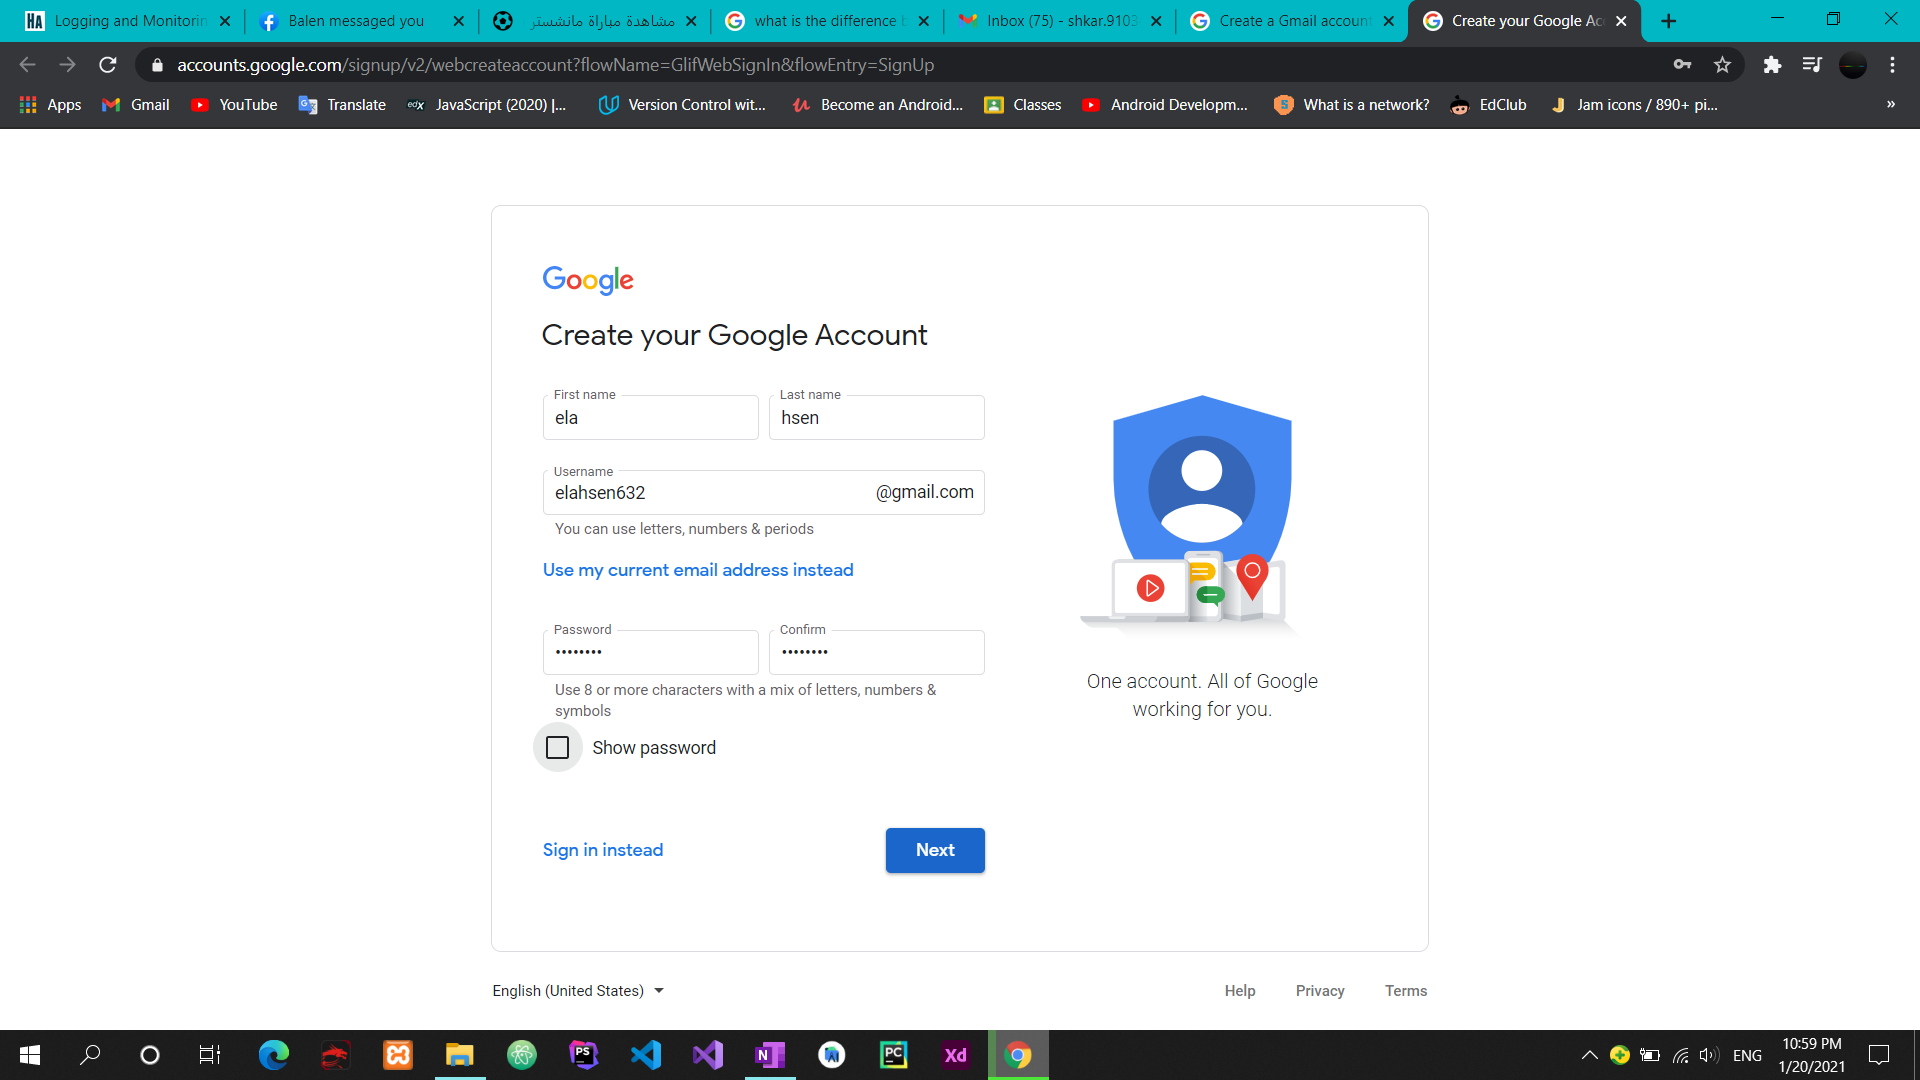 Logging and Monitorin
Balen messaged you
مشاهدة مباراة مانشستر
what is the difference b
Inbox (75) - shkar.9103
Create a Gmail account
Create your Google Ac
accounts.google.com/signup/v2/webcreateaccount?flowName=GlifWebSignIn&flowEntry=SignUp
Apps
Gmail
YouTube
Translate
edX
JavaScript (2020) |...
Version Control wit...
Become an Android...
Classes
Android Developm...
What is a network?
EdClub
Jam icons / 890+ pi...
»
Google
Create your Google Account
First name
Last name
ela
hsen
Username
elahsen632
@gmail.com
You can use letters, numbers & periods
Use my current email address instead
Password
Confirm
••••••••
••••••••
Use 8 or more characters with a mix of letters, numbers &
symbols
Show password
Sign in instead
Next
One account. All of Google
working for you.
English (United States)
Help
Privacy
Terms
PS
N
PC
Xd
ENG
10:59 PM
1/20/2021